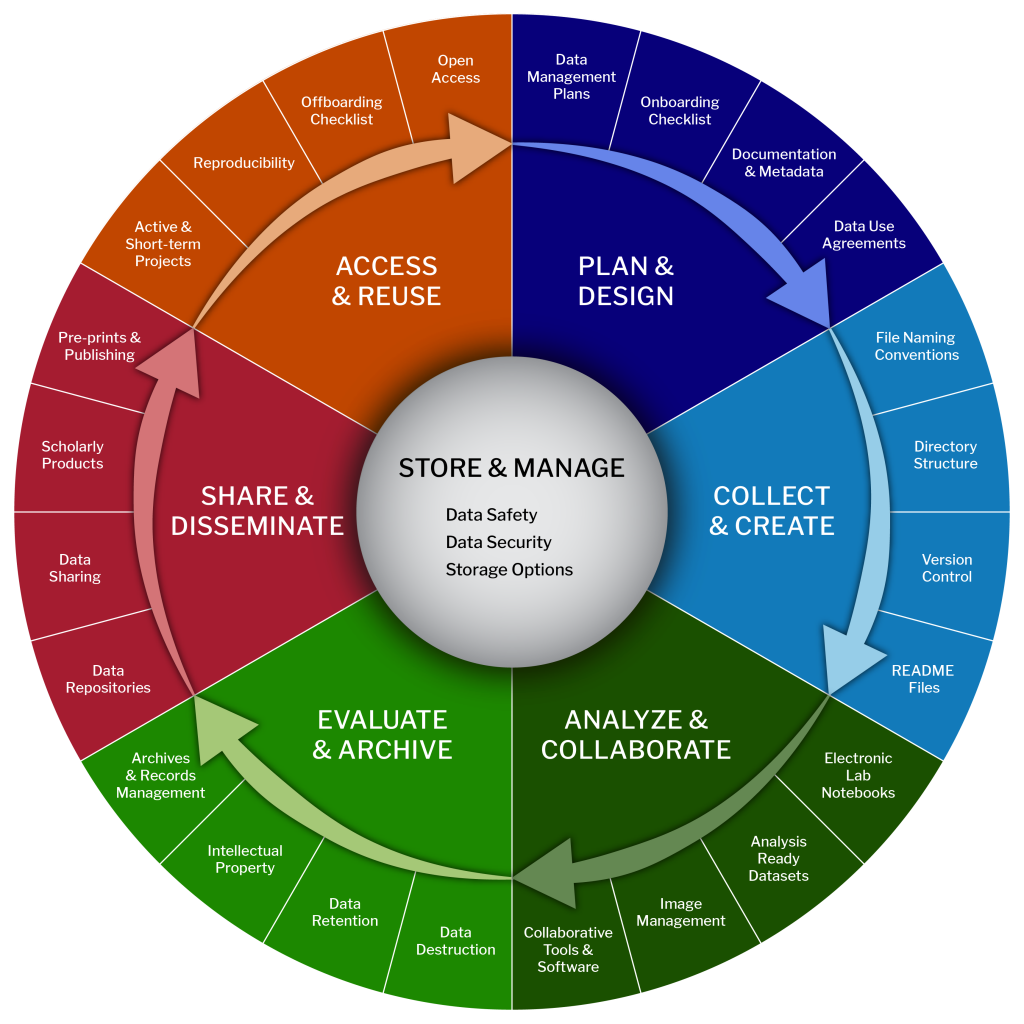 PLAN &
DESIGN
Data
Management
Plans
Onboarding
Checklist
Documentation
& Metadata
Data Use
Agreements
COLLECT
& CREATE
File Naming
Conventions
Directory
Structure
Version
Control
README
Files
ANALYZE &
COLLABORATE
Electronic
Lab
Notebooks
Analysis
Ready
Datasets
Image
Management
Collaborative
Tools &
Software
EVALUATE
& ARCHIVE
Data
Destruction
Data
Retention
Intellectual
Property
Archives
& Records
Management
SHARE &
DISSEMINATE
Data
Repositories
Data
Sharing
Scholarly
Products
Pre-prints &
Publishing
ACCESS
& REUSE
Active &
Short-term
Projects
Reproducibility
Offboarding
Checklist
Open
Access
STORE & MANAGE
Data Safety
Data Security
Storage Options